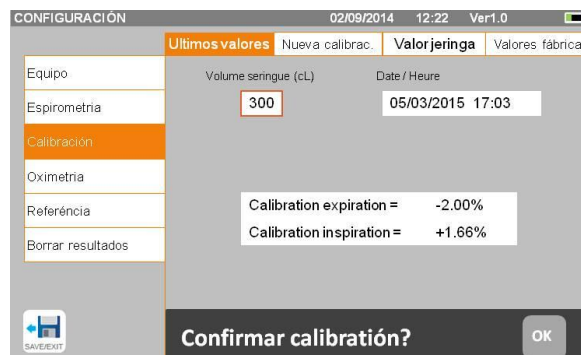 CONFIGURACIÓN 02/09/2014 12:22 Ver1.0
Ultimos valores Nueva calibrac. Valor jeringa Valores fábrica
Equipo
Espirometria
Calibración
Oximetria
Referéncia
Borrar resultados
Volume seringue (cL) Date / Heure
300 05/03/2015 17:03
Calibration expiration = -2.00%
Calibration inspiration = +1.66%
SAVE/EXIT
Confirmar calibratión? OK